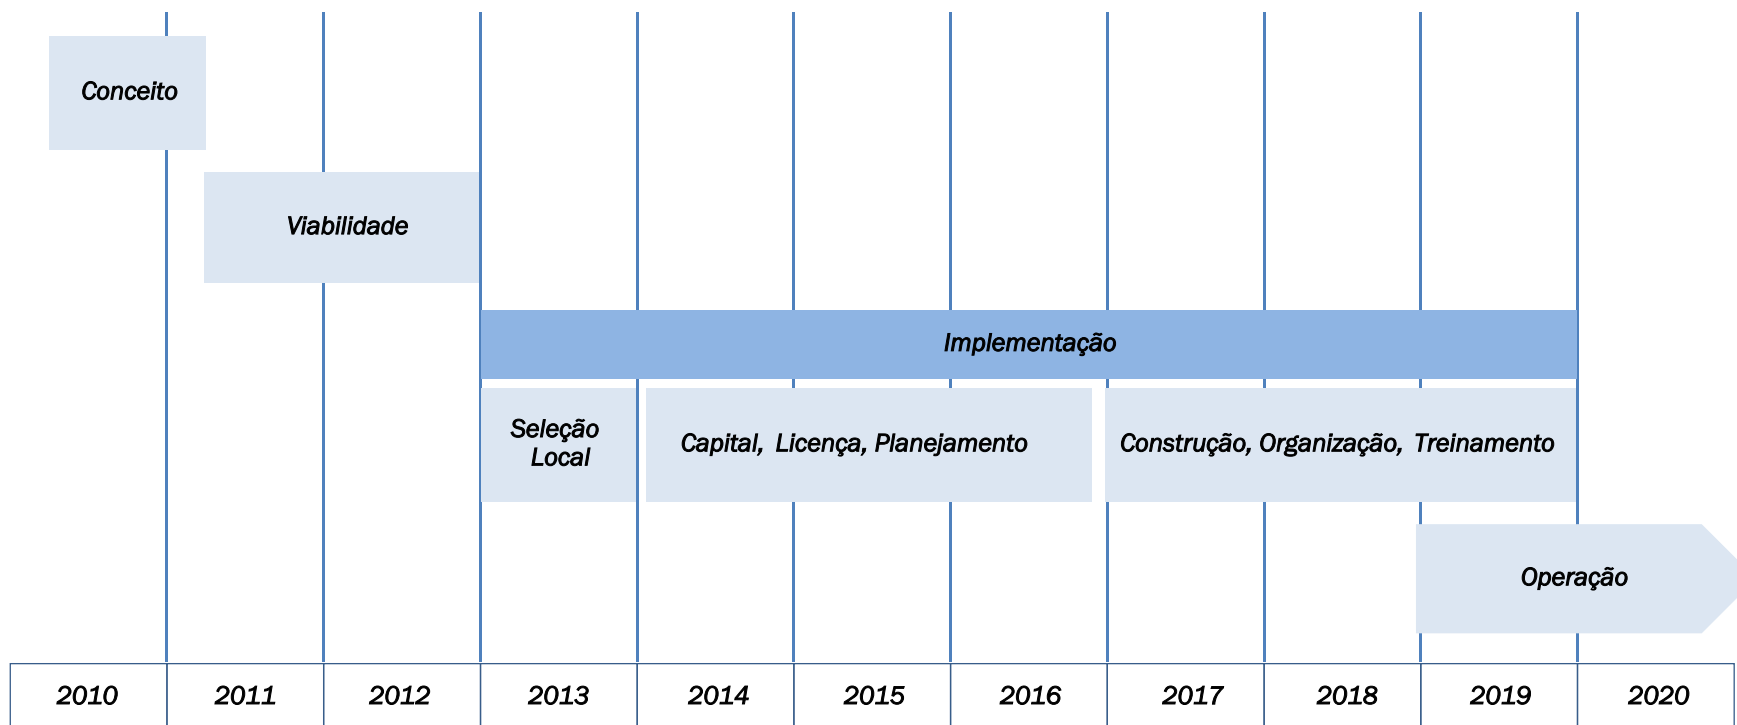 Conceito
Viabilidade
Implementação
Seleção
Local
Capital, Licença, Planejamento
Construção, Organização, Treinamento
Operação
2010 2011 2012 2013 2014 2015 2016 2017 2018 2019 2020